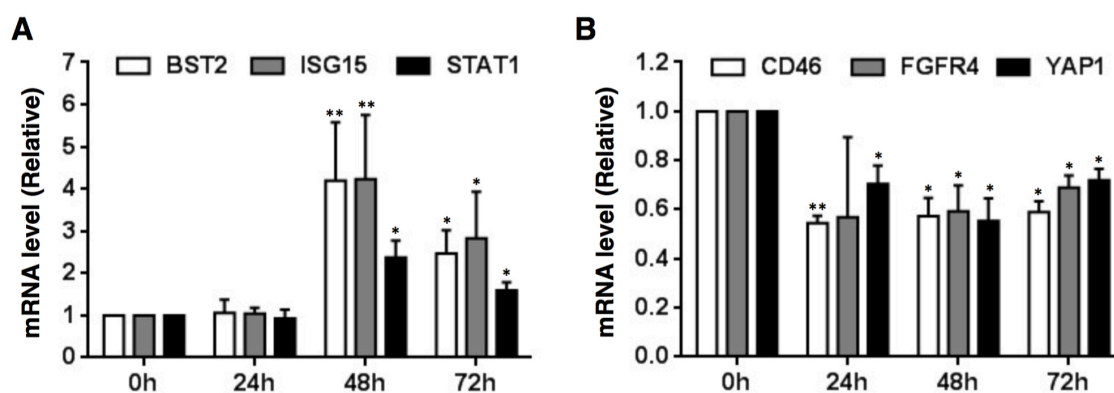 A
BST2 ISG15 STAT1
mRNA level (Relative)
7
6
5
4
3
2
1
0
** **
*
* *
*
0h 24h 48h 72h
B
CD46 FGFR4 YAP1
mRNA level (Relative)
1.2
1.0
0.8
0.6
0.4
0.2
0.0
** *
* * *
* * *
0h 24h 48h 72h